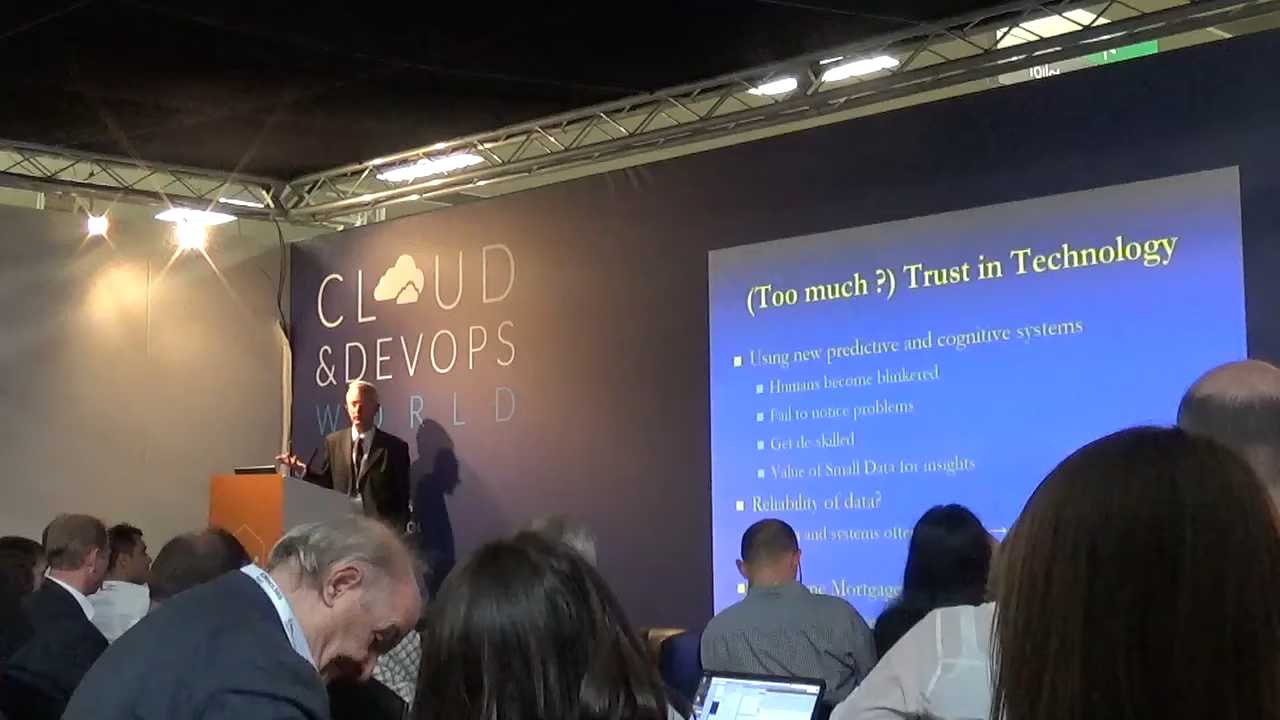 CLOUD
&DEVOPS
WORLD
(Too much ?) Trust in Technology
Using new predictive and cognitive systems
Humans become blinkered
Fail to notice problems
Get de skilled
Value of Small Data for insights
Reliability of data?
and systems
Mortgage